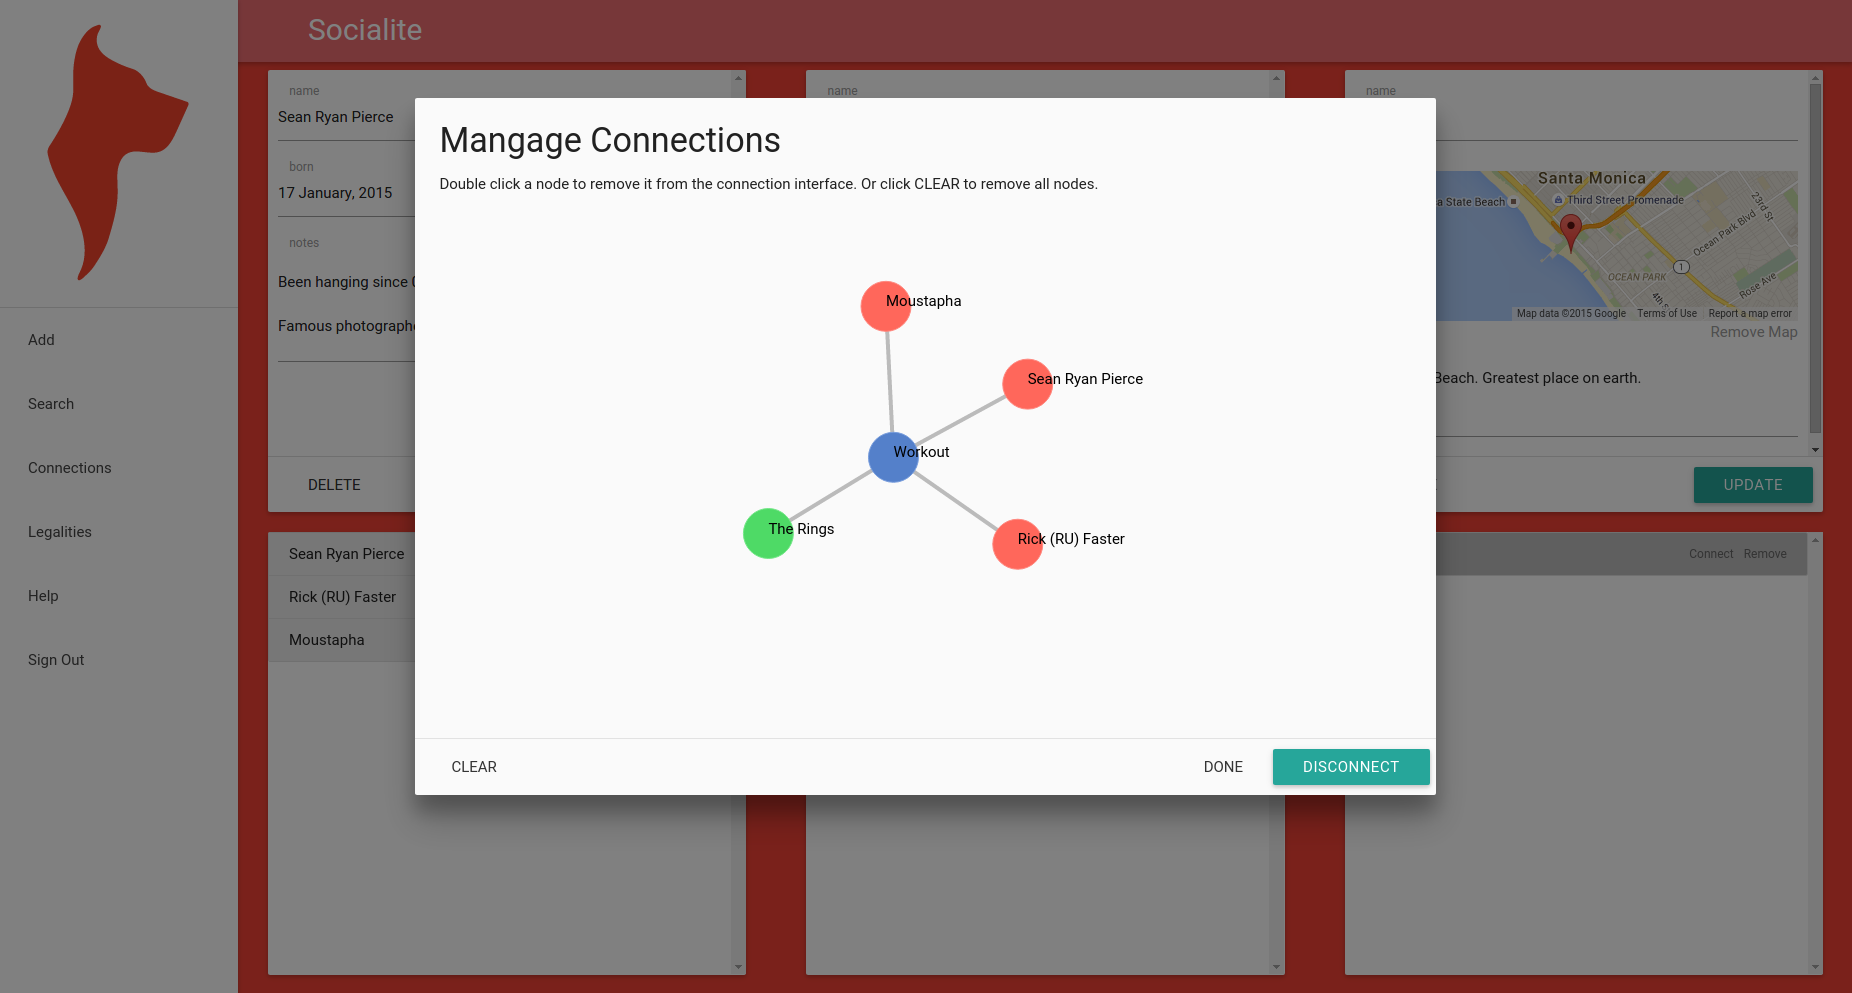 Socialite
Add
Search
Connections
Legalities
Help
Sign Out
name
Sean Ryan Pierce
born
17 January, 2015
notes
Been hanging since
Famous photograph
DELETE
name
name
Santa Monica
a State Beach
Third Street Promenade
23rd St
Ocean Park Blvd
OCEAN PARK
1
4th S
Rose Ave
Map data ©2015 Google Terms of Use Report a map error
Remove Map
Beach. Greatest place on earth.
UPDATE
Mangage Connections
Double click a node to remove it from the connection interface. Or click CLEAR to remove all nodes.
Moustapha
Sean Ryan Pierce
Workout
The Rings
Rick (RU) Faster
CLEAR
DONE
DISCONNECT
Sean Ryan Pierce
Rick (RU) Faster
Moustapha
Connect Remove